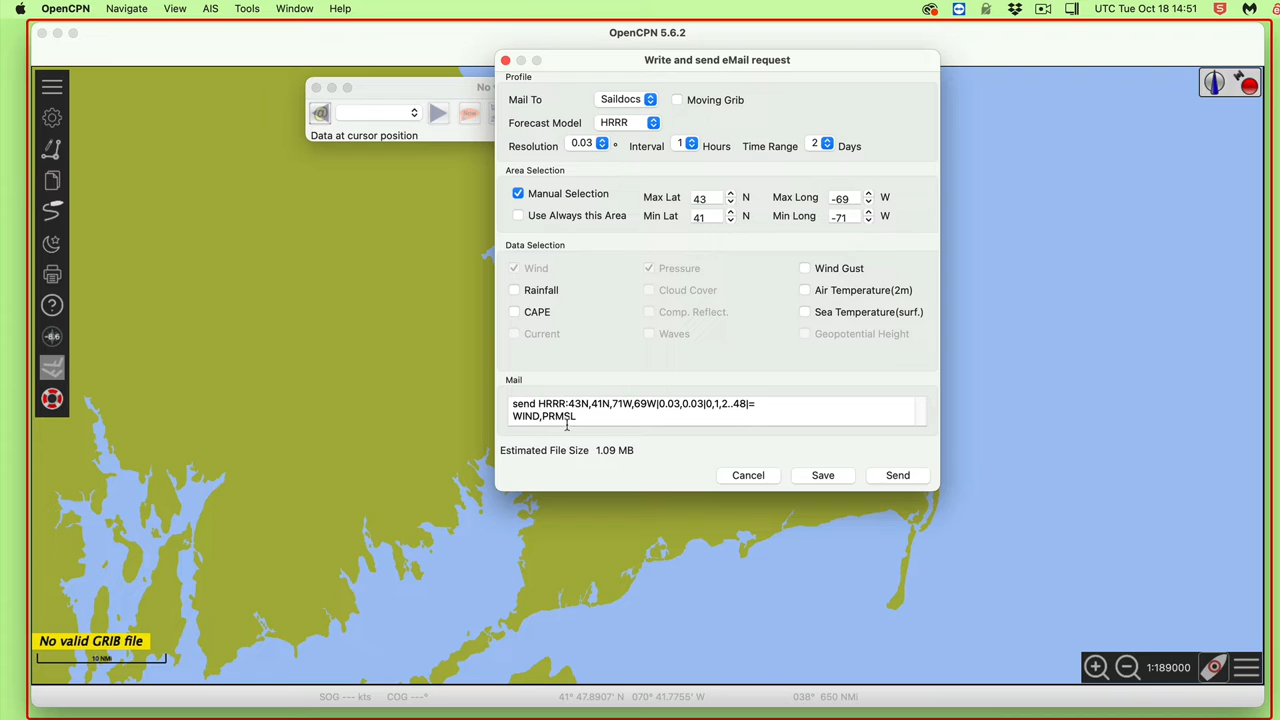 OpenCPN Navigate View AIS Tools Window Help UTC Tue Oct 18 14:51
OpenCPN 5.6.2
Write and send eMail request
No v
Data at cursor position
Profile
Mail To Saildocs Moving Grib
Forecast Model HRRR
Resolution 0.03 ° Interval 1 Hours Time Range 2 Days
Area Selection
Manual Selection Max Lat 43 N Max Long -69 W
Use Always this Area Min Lat 41 N Min Long -71 W
Data Selection
Wind Pressure Wind Gust
Rainfall Cloud Cover Air Temperature(2m)
CAPE Comp. Reflect. Sea Temperature(surf.)
Current Waves Geopotential Height
Mail
send HRRR:43N,41N,71W,69W|0.03,0.03|0,1,2..48|=
WIND,PRMSL
Estimated File Size 1.09 MB
Cancel Save Send
-8.6
No valid GRIB file
10 NMi
1:189000
SOG --- kts COG ---° 41° 47.8907' N 070° 41.7755' W 038° 650 NMi